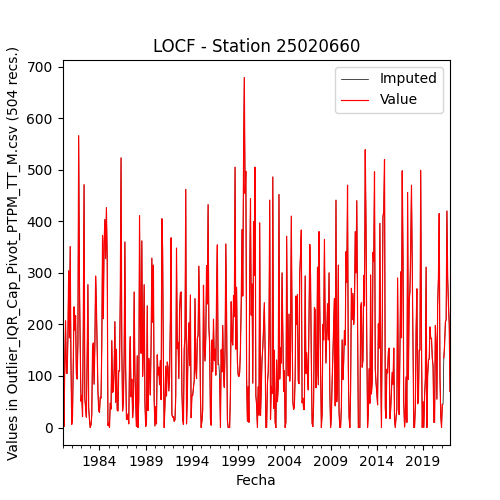 LOCF - Station 25020660
Imputed
Value
Values in Outlier_IQR_Cap_Pivot_PTPM_TT_M.csv (504 recs.)
700
600
500
400
300
200
100
0
1984 1989 1994 1999 2004 2009 2014 2019
Fecha